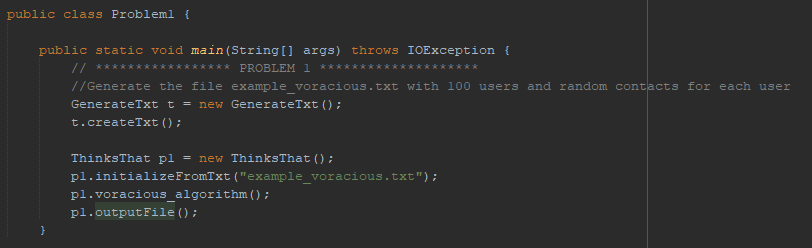 public class Problem1 {
public static void main(String[] args) throws IOException {
// ***************** PROBLEM 1 ********************
//Generate the file example_voracious.txt with 100 users and random contacts for each user
GenerateTxt t = new GenerateTxt();
t.createTxt();
ThinksThat p1 = new ThinksThat();
p1.initializeFromTxt("example_voracious.txt");
p1.voracious_algorithm();
p1.outputFile();
}